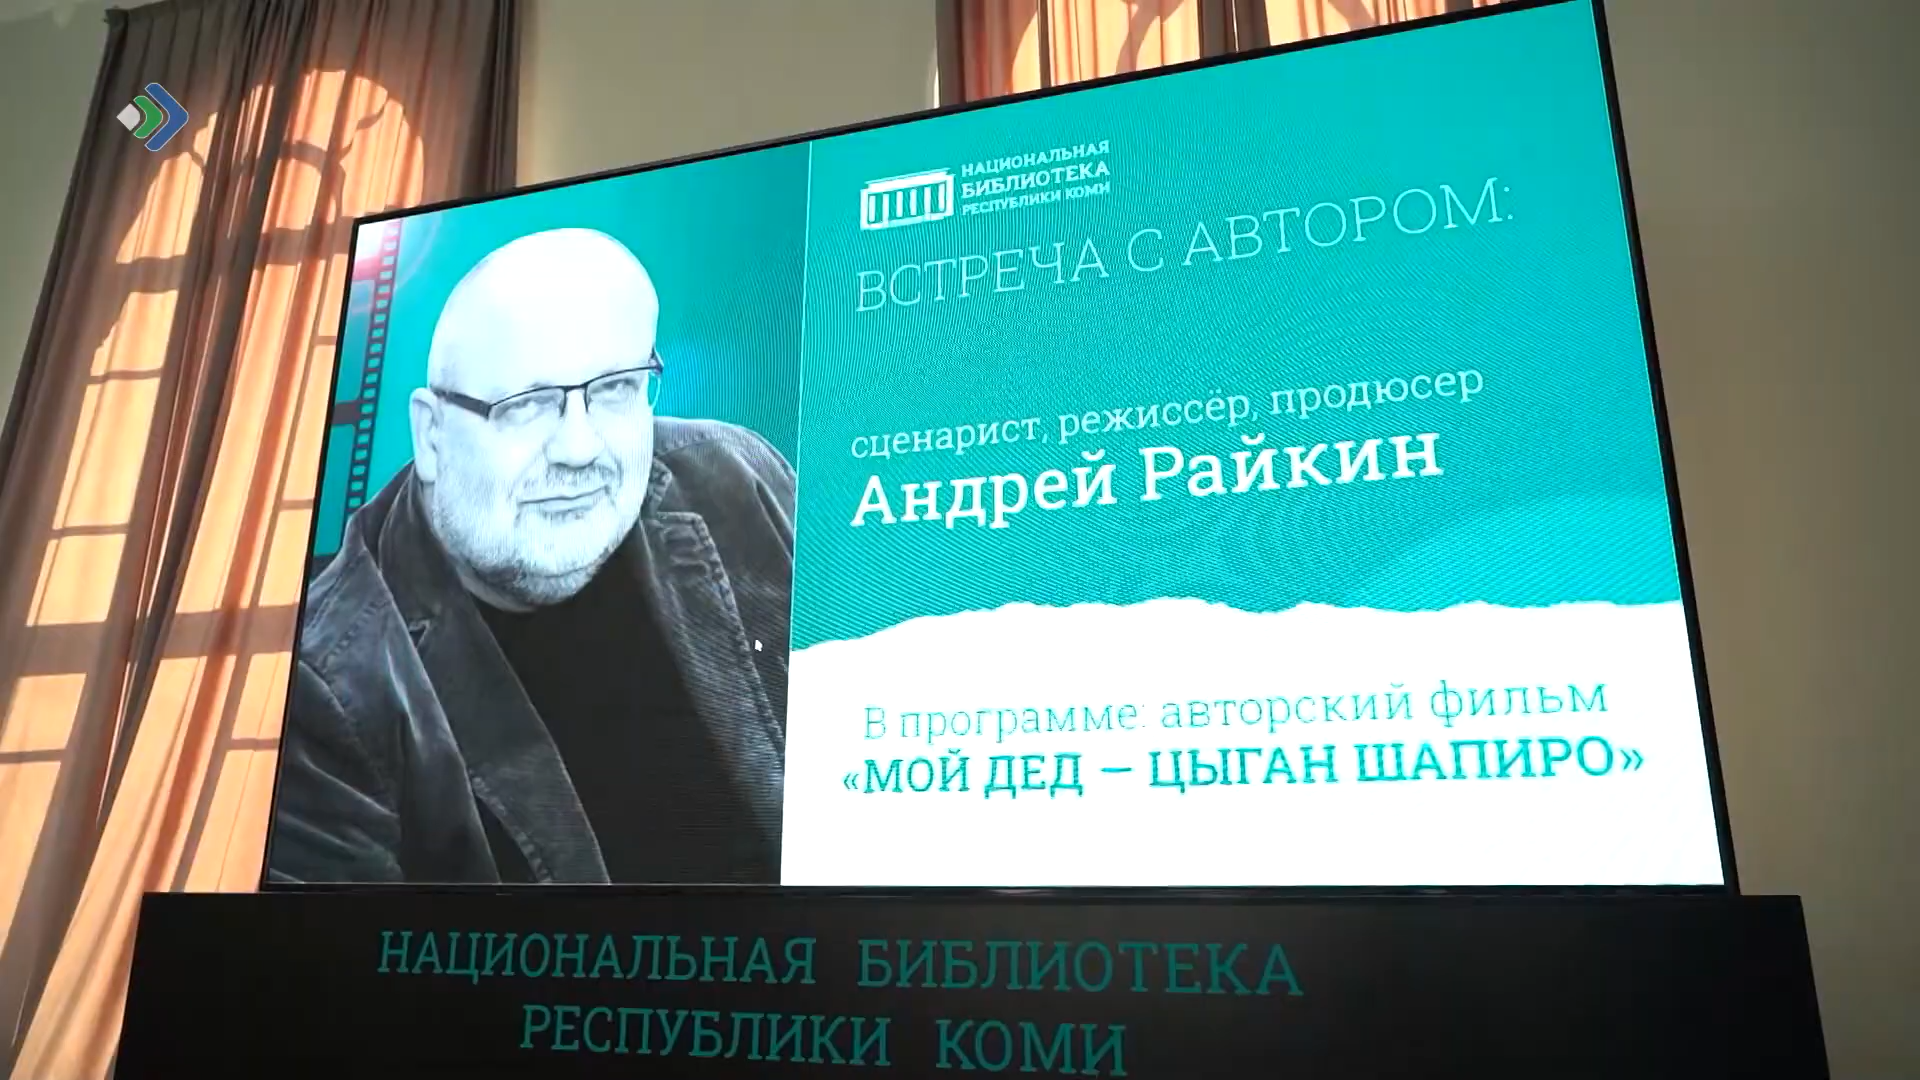 НАЦИОНАЛЬНАЯ
БИБЛИОТЕКА
РЕСПУБЛИКИ КОМИ
ВСТРЕЧА С АВТОРОМ:
сценарист, режиссёр, продюсер
Андрей Райкин
В программе: авторский фильм
«МОЙ ДЕД – ЦЫГАН ШАПИРО»
НАЦИОНАЛЬНАЯ БИБЛИОТЕКА
РЕСПУБЛИКИ КОМИ